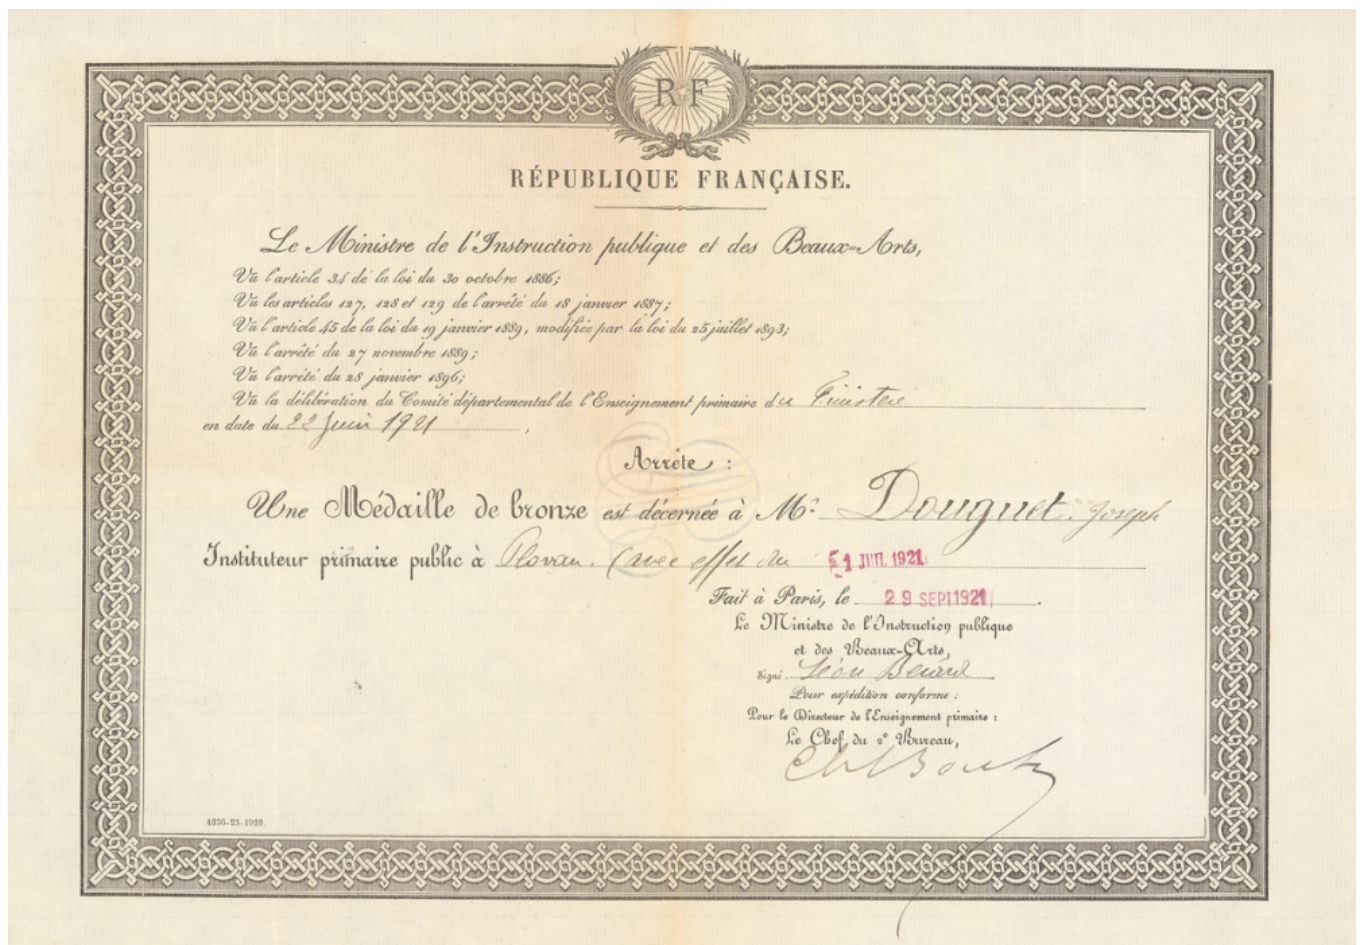 RF
RÉPUBLIQUE FRANÇAISE.
Le Ministre de l'Instruction publique et des Beaux-Arts,
Vu l'article 34 de la loi du 30 octobre 1886;
Vu les articles 127, 128 et 129 de l'arrêté du 18 janvier 1887;
Vu l'article 45 de la loi du 19 janvier 1889, modifiée par la loi du 25 juillet 1893;
Vu l'arrêté du 27 novembre 1889;
Vu l'arrêté du 28 janvier 1896;
Vu la délibération du Comité départemental de l'Enseignement primaire du Finistère
en date du 22 Juin 1921,
Arrête :
Une Médaille de bronze est décernée à Mr Douguet. Joseph
Instituteur primaire public à Plovan. (avec effet du 1 JUIL 1921
Fait à Paris, le 29 SEPT 1921.
Le Ministre de l'Instruction publique
et des Beaux-Arts,
Signé. Léon Bérard
Pour expédition conforme :
Pour le Directeur de l'Enseignement primaire :
Le Chef du 2e Bureau,
4036-25-1920.